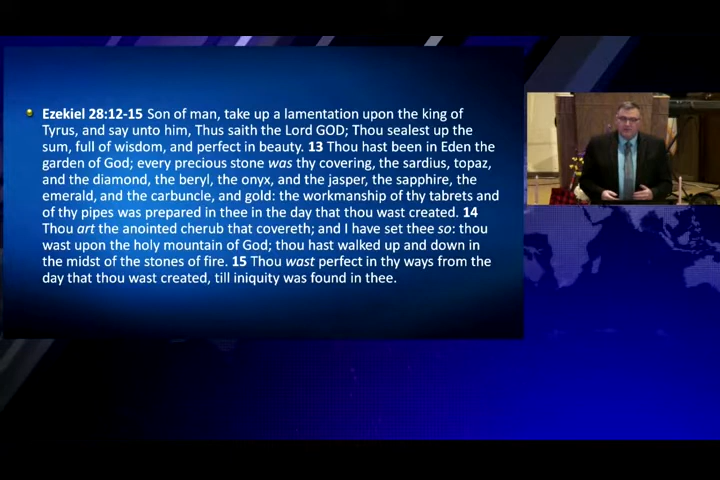 Ezekiel 28:12-15 Son of man, take up a lamentation upon the king of
Tyrus, and say unto him, Thus saith the Lord GOD; Thou sealest up the
sum, full of wisdom, and perfect in beauty. 13 Thou hast been in Eden the
garden of God; every precious stone was thy covering, the sardius, topaz,
and the diamond, the beryl, the onyx, and the jasper, the sapphire, the
emerald, and the carbuncle, and gold: the workmanship of thy tabrets and
of thy pipes was prepared in thee in the day that thou wast created. 14
Thou art the anointed cherub that covereth; and I have set thee so: thou
wast upon the holy mountain of God; thou hast walked up and down in
the midst of the stones of fire. 15 Thou wast perfect in thy ways from the
day that thou wast created, till iniquity was found in thee.